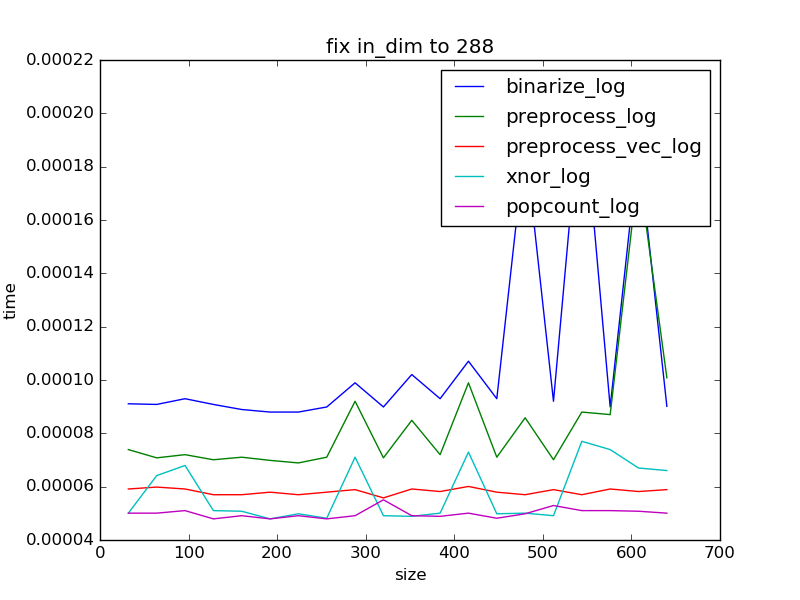 fix in_dim to 288
0.00022
0.00020
0.00018
0.00016
0.00014
0.00012
0.00010
0.00008
0.00006
0.00004
time
binarize_log
preprocess_log
preprocess_vec_log
xnor_log
popcount_log
0 100 200 300 400 500 600 700
size